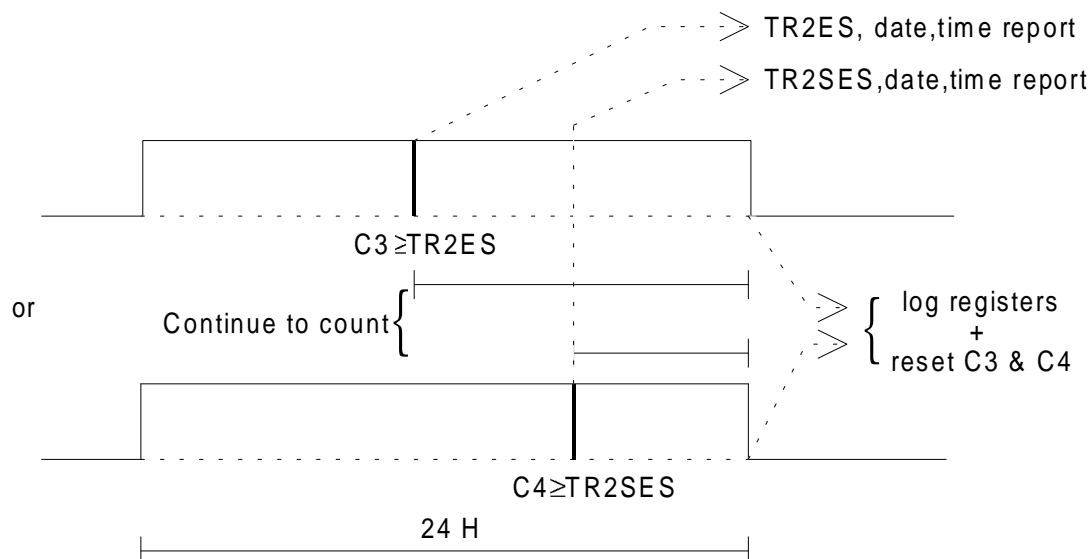 TR2ES, date,time report
TR2SES,date,time report
C3≥TR2ES
or
Continue to count
log registers
+
reset C3 & C4
C4≥TR2SES
24 H